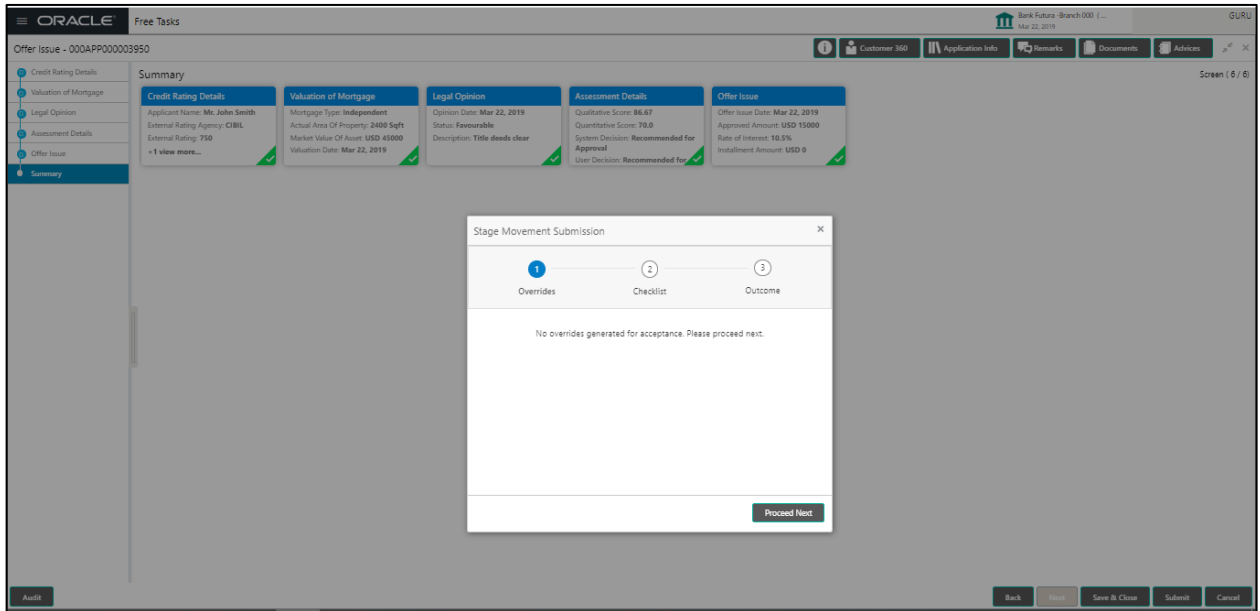 ORACLE
Free Tasks
Bank Futura -Branch 000 ( ...
Mar 22, 2019
GURU
Offer Issue - 000APP000003950
Customer 360
Application Info
Remarks
Documents
Advices
Credit Rating Details
Valuation of Mortgage
Legal Opinion
Assessment Details
Offer Issue
Summary
Summary
Screen ( 6 / 6)
Credit Rating Details
Applicant Name: Mr. John Smith
External Rating Agency: CIBIL
External Rating: 750
+1 view more...
Valuation of Mortgage
Mortgage Type: Independent
Actual Area Of Property: 2400 Sqft
Market Value Of Asset: USD 45000
Valuation Date: Mar 22, 2019
Legal Opinion
Opinion Date: Mar 22, 2019
Status: Favourable
Description: Title deeds clear
Assessment Details
Qualitative Score: 86.67
Quantitative Score: 70.0
System Decision: Recommended for
Approval
User Decision: Recommended for
Offer Issue
Offer Issue Date: Mar 22, 2019
Approved Amount: USD 15000
Rate of Interest: 10.5%
Installment Amount: USD 0
Stage Movement Submission
1
2
3
Overrides
Checklist
Outcome
No overrides generated for acceptance. Please proceed next.
Proceed Next
Audit
Back
Next
Save & Close
Submit
Cancel